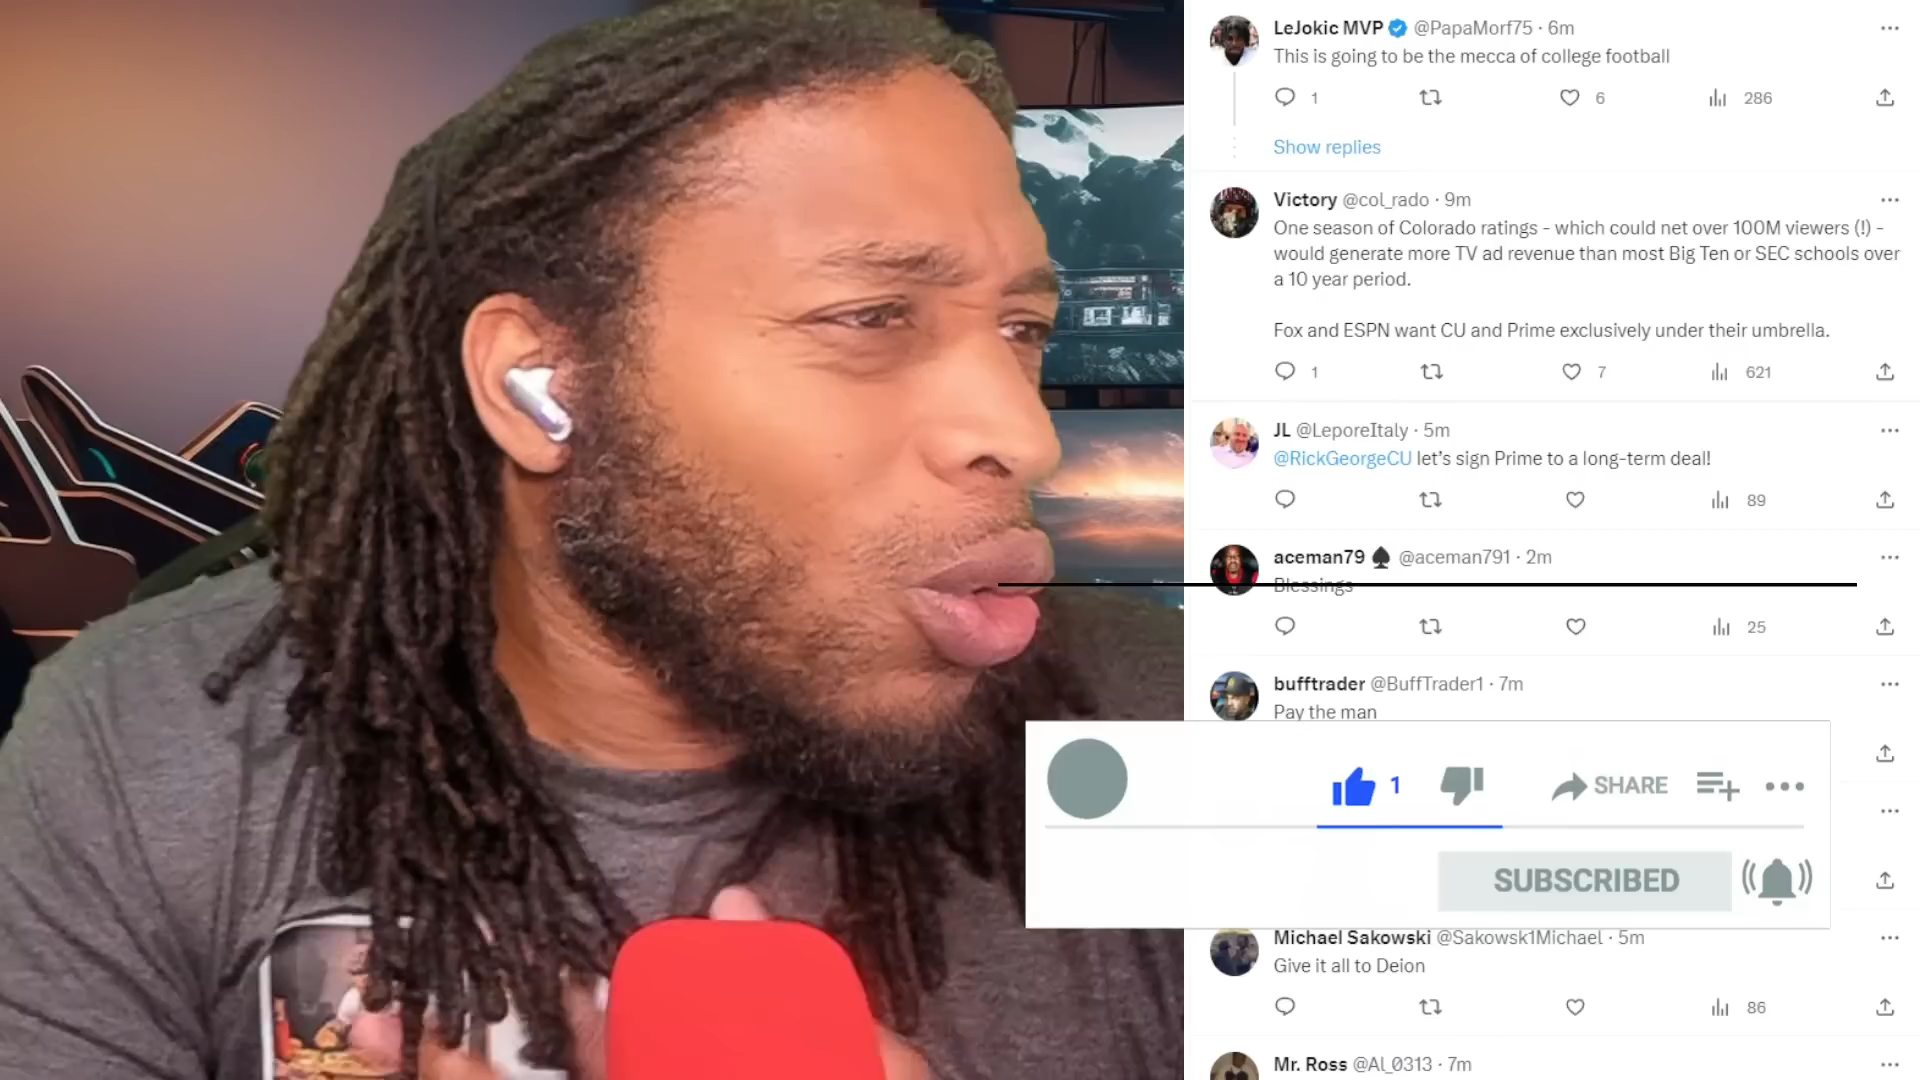 LeJokic MVP @PapaMorf75 · 6m
This is going to be the mecca of college football
1 6 286
Show replies
Victory @col_rado · 9m
One season of Colorado ratings - which could net over 100M viewers (!) -
would generate more TV ad revenue than most Big Ten or SEC schools over
a 10 year period.
Fox and ESPN want CU and Prime exclusively under their umbrella.
1 7 621
JL @LeporeItaly · 5m
@RickGeorgeCU let's sign Prime to a long-term deal!
89
aceman79 @aceman791 · 2m
Blessings
25
bufftrader @BuffTrader1 · 7m
Pay the man
1 SHARE
SUBSCRIBED
Michael Sakowski @Sakowsk1Michael · 5m
Give it all to Deion
86
Mr. Ross @Al_0313 · 7m